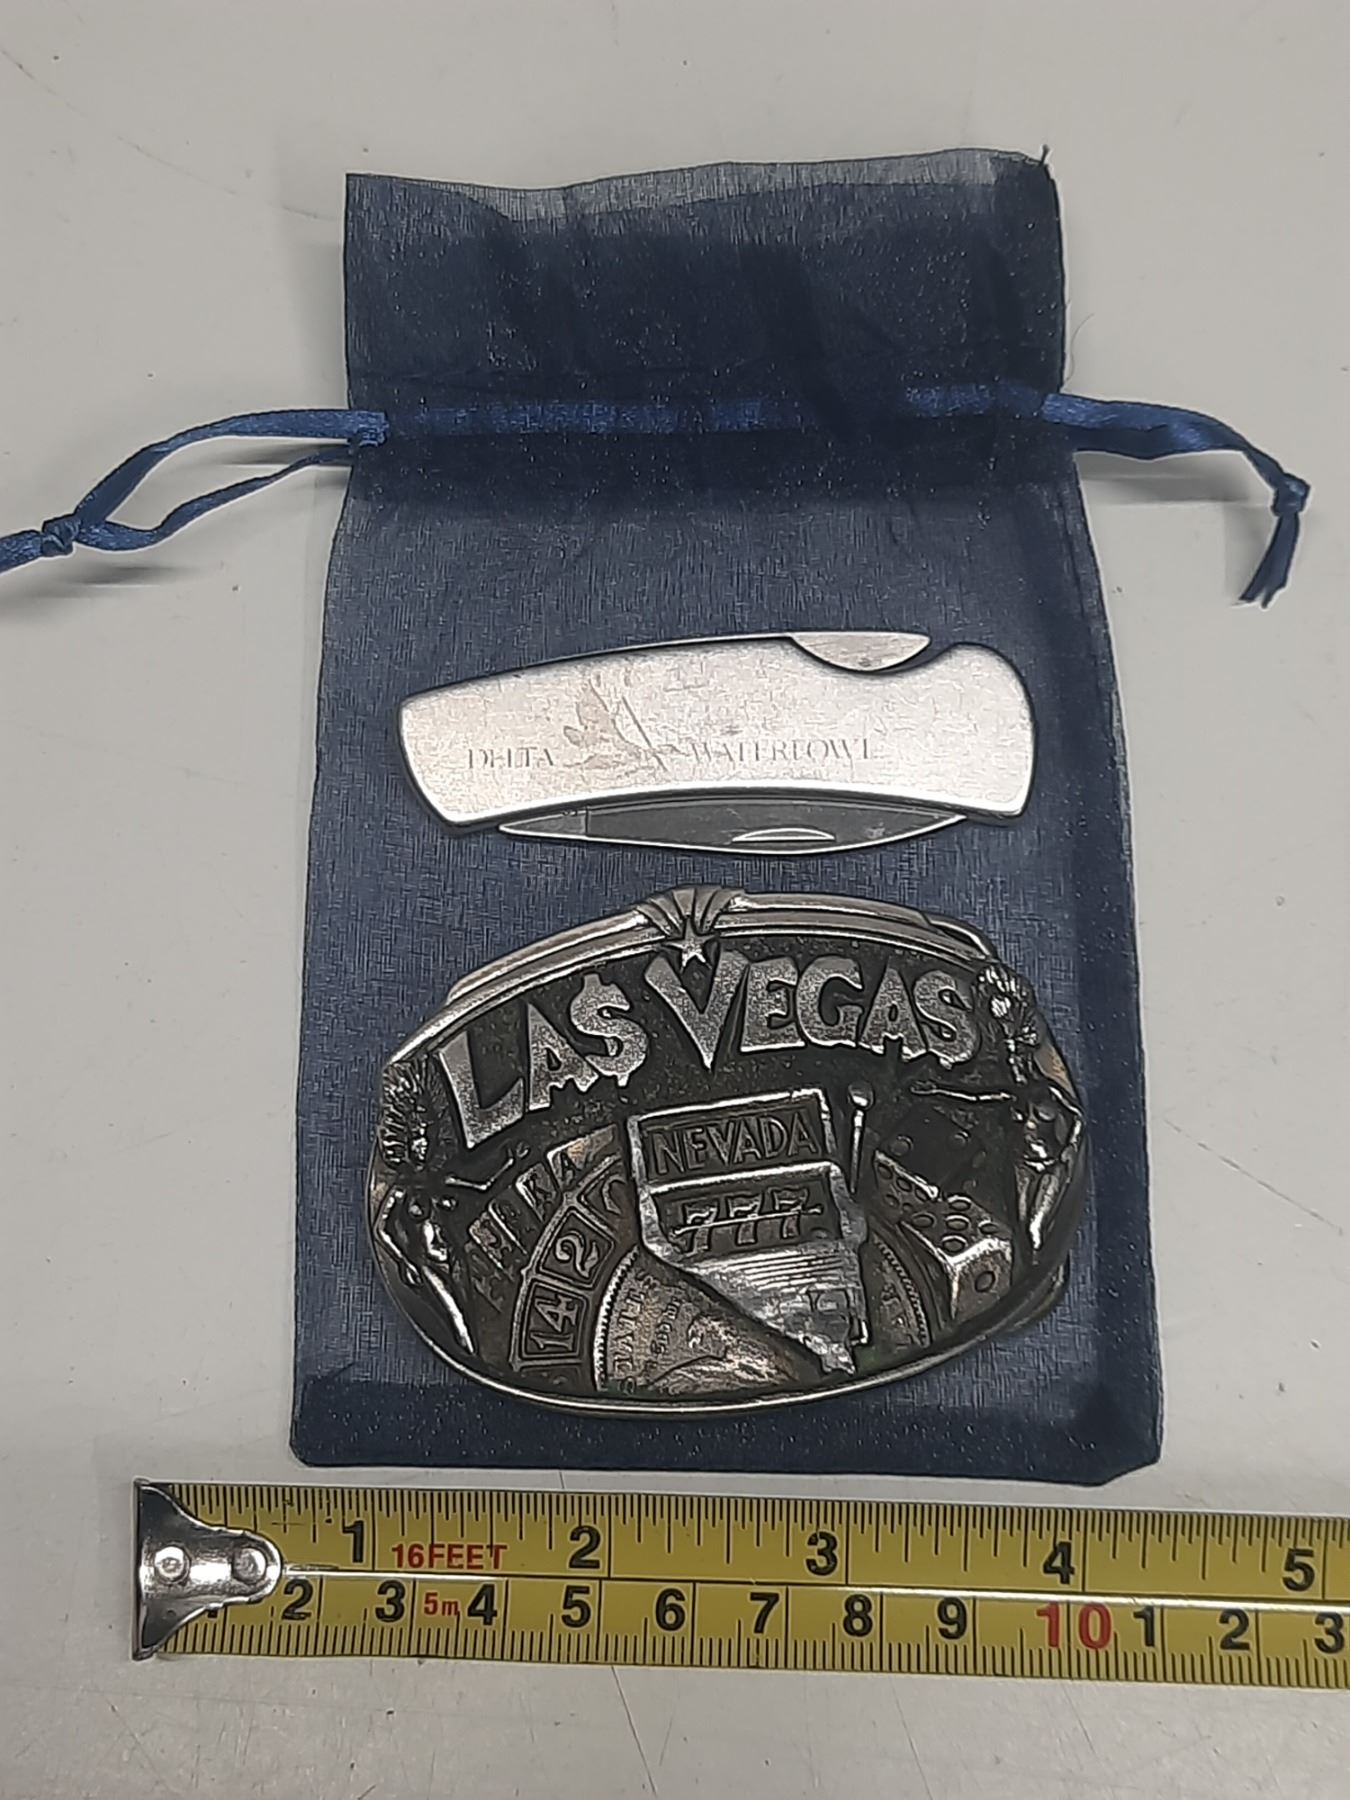 DELTA WATERFOWL
LAS VEGAS
NEVADA
777
A
K
A
14 2
1 16FEET 2 3 4 5
2 3 5m 4 5 6 7 8 9 10 1 2 3